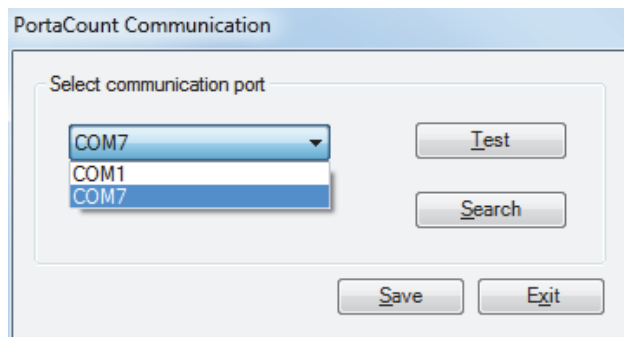 PortaCount Communication
Select communication port
COM7
Test
COM1
COM7
Search
Save
Exit